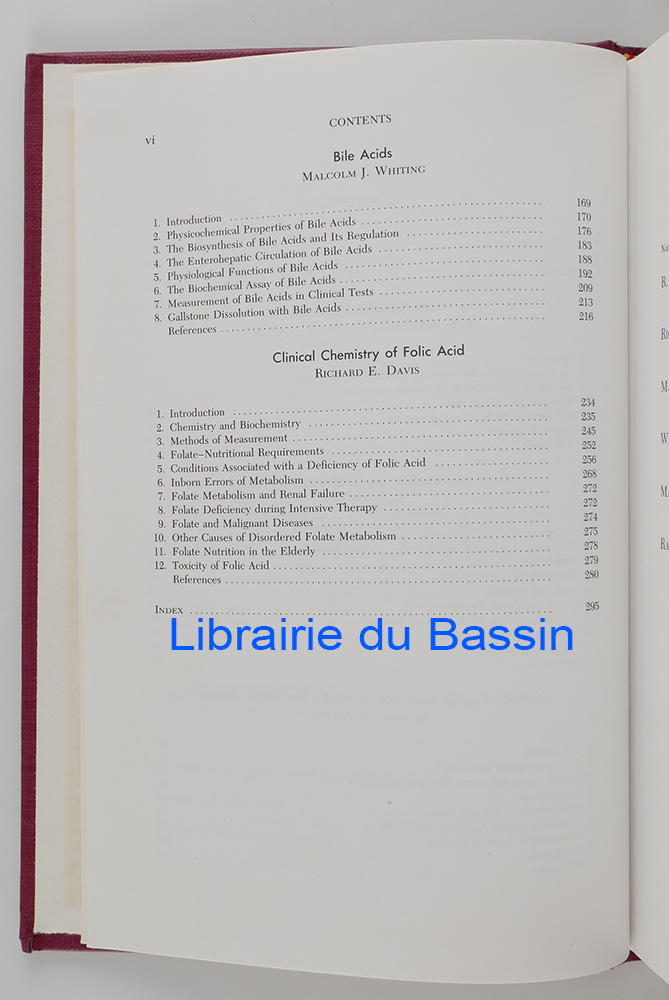 CONTENTS
vi
Bile Acids
MALCOLM J. WHITING
1. Introduction 169
2. Physicochemical Properties of Bile Acids 170
3. The Biosynthesis of Bile Acids and Its Regulation 176
4. The Enterohepatic Circulation of Bile Acids 183
5. Physiological Functions of Bile Acids 188
6. The Biochemical Assay of Bile Acids 192
7. Measurement of Bile Acids in Clinical Tests 209
8. Gallstone Dissolution with Bile Acids 213
References 216
Clinical Chemistry of Folic Acid
RICHARD E. DAVIS
1. Introduction 234
2. Chemistry and Biochemistry 235
3. Methods of Measurement 245
4. Folate–Nutritional Requirements 252
5. Conditions Associated with a Deficiency of Folic Acid 256
6. Inborn Errors of Metabolism 268
7. Folate Metabolism and Renal Failure 272
8. Folate Deficiency during Intensive Therapy 272
9. Folate and Malignant Diseases 274
10. Other Causes of Disordered Folate Metabolism 275
11. Folate Nutrition in the Elderly 278
12. Toxicity of Folic Acid 279
References 280
INDEX 295
Librairie du Bassin